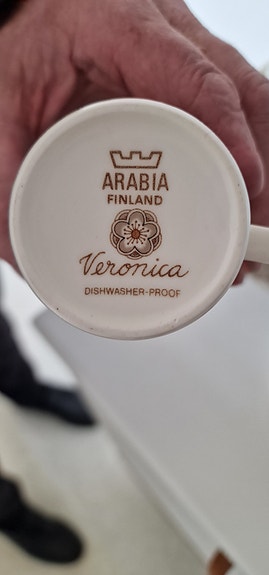 ARABIA
FINLAND
Veronica
DISHWASHER-PROOF